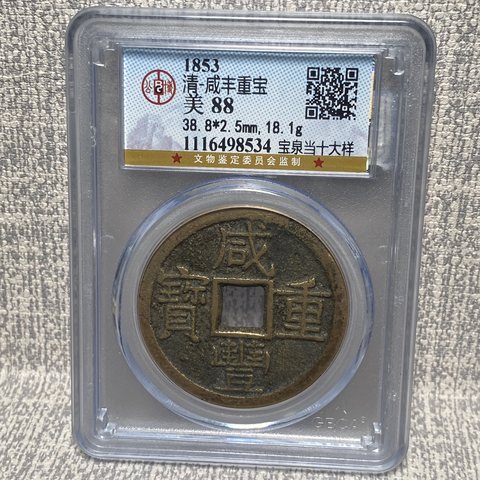 1853
清-咸丰重宝
美 88
38.8*2.5mm,18.1g
1116498534 宝泉当十大样
★ 文物鉴定委员会监制 ★
咸
寶 重
豐